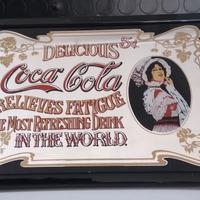 DELICIOUS 5¢
Coca-Cola
RELIEVES FATIGUE
THE MOST REFRESHING DRINK
IN THE WORLD.